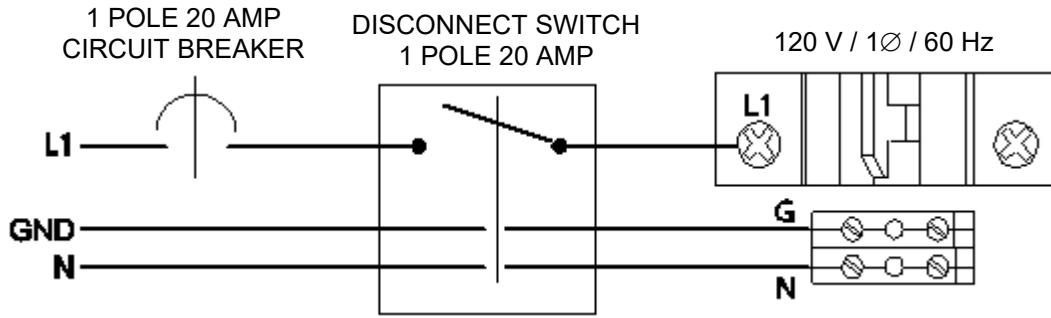 1 POLE 20 AMP
CIRCUIT BREAKER
DISCONNECT SWITCH
1 POLE 20 AMP
120 V / 1∅ / 60 Hz
L1
L1
GND
G
N
N